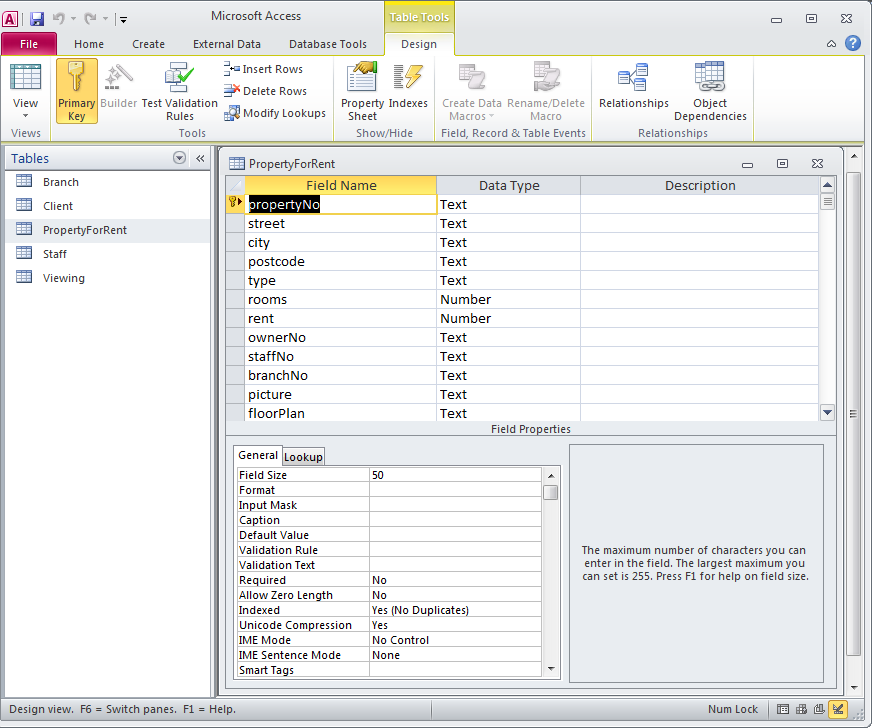 Microsoft Access
Table Tools
File Home Create External Data Database Tools Design
View
Primary Key
Builder
Test Validation Rules
Insert Rows
Delete Rows
Modify Lookups
Property Sheet
Indexes
Create Data Macros
Rename/Delete Macro
Relationships
Object Dependencies
Views Tools Show/Hide Field, Record & Table Events Relationships
Tables
Branch
Client
PropertyForRent
Staff
Viewing
PropertyForRent
Field Name Data Type Description
propertyNo Text
street Text
city Text
postcode Text
type Text
rooms Number
rent Number
ownerNo Text
staffNo Text
branchNo Text
picture Text
floorPlan Text
Field Properties
General Lookup
Field Size 50
Format
Input Mask
Caption
Default Value
Validation Rule
Validation Text
Required No
Allow Zero Length No
Indexed Yes (No Duplicates)
Unicode Compression Yes
IME Mode No Control
IME Sentence Mode None
Smart Tags
The maximum number of characters you can
enter in the field. The largest maximum you
can set is 255. Press F1 for help on field size.
Design view. F6 = Switch panes. F1 = Help.
Num Lock